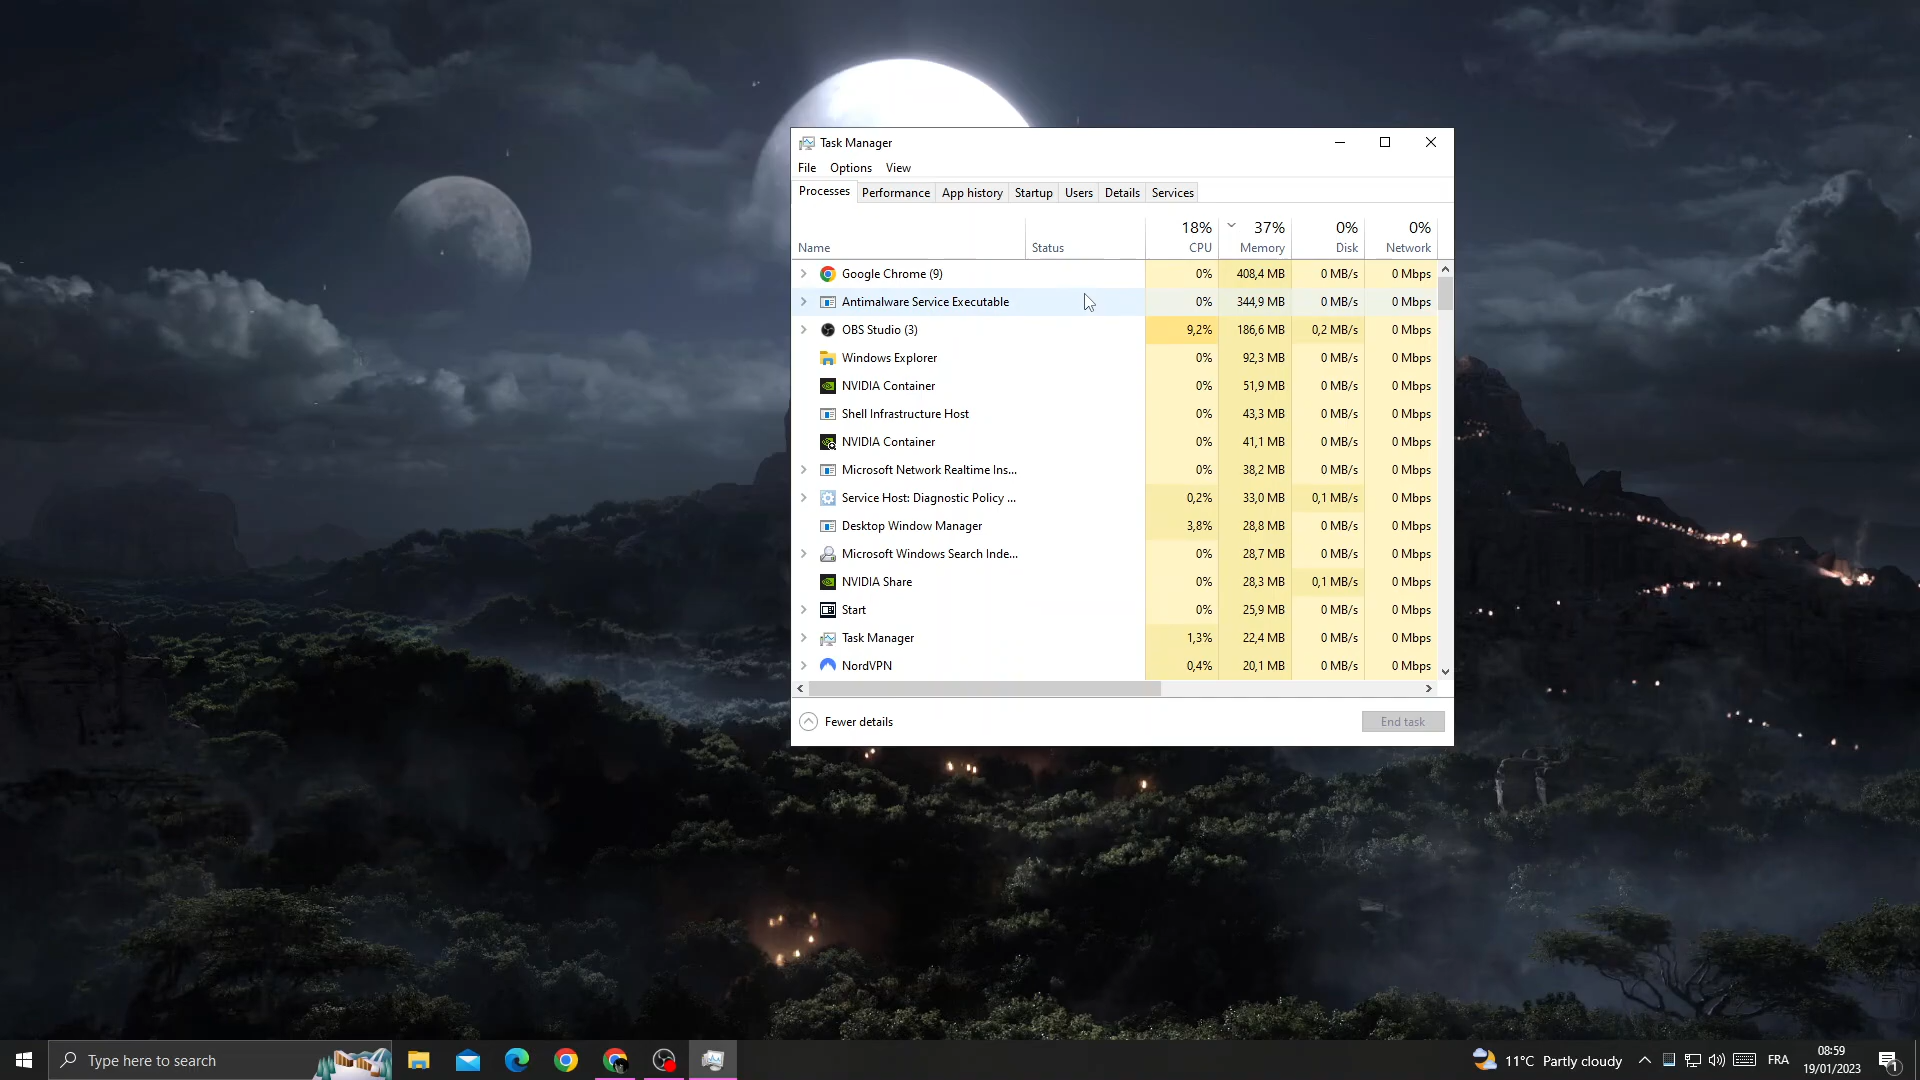 Task Manager
File Options View
Processes Performance App history Startup Users Details Services
18% 37% 0% 0%
Name Status CPU Memory Disk Network
Google Chrome (9) 0% 408,4 MB 0 MB/s 0 Mbps
Antimalware Service Executable 0% 344,9 MB 0 MB/s 0 Mbps
OBS Studio (3) 9,2% 186,6 MB 0,2 MB/s 0 Mbps
Windows Explorer 0% 92,3 MB 0 MB/s 0 Mbps
NVIDIA Container 0% 51,9 MB 0 MB/s 0 Mbps
Shell Infrastructure Host 0% 43,3 MB 0 MB/s 0 Mbps
NVIDIA Container 0% 41,1 MB 0 MB/s 0 Mbps
Microsoft Network Realtime Ins... 0% 38,2 MB 0 MB/s 0 Mbps
Service Host: Diagnostic Policy ... 0,2% 33,0 MB 0,1 MB/s 0 Mbps
Desktop Window Manager 3,8% 28,8 MB 0 MB/s 0 Mbps
Microsoft Windows Search Inde... 0% 28,7 MB 0 MB/s 0 Mbps
NVIDIA Share 0% 28,3 MB 0,1 MB/s 0 Mbps
Start 0% 25,9 MB 0 MB/s 0 Mbps
Task Manager 1,3% 22,4 MB 0 MB/s 0 Mbps
NordVPN 0,4% 20,1 MB 0 MB/s 0 Mbps
Fewer details End task
Type here to search
11°C Partly cloudy FRA 08:59
19/01/2023 1